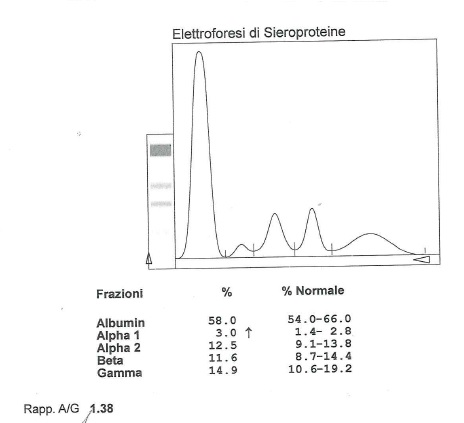 Elettroforesi di Sieroproteine
Frazioni % % Normale
Albumin 58.0 54.0-66.0
Alpha 1 3.0 ↑ 1.4- 2.8
Alpha 2 12.5 9.1-13.8
Beta 11.6 8.7-14.4
Gamma 14.9 10.6-19.2
Rapp. A/G 1.38